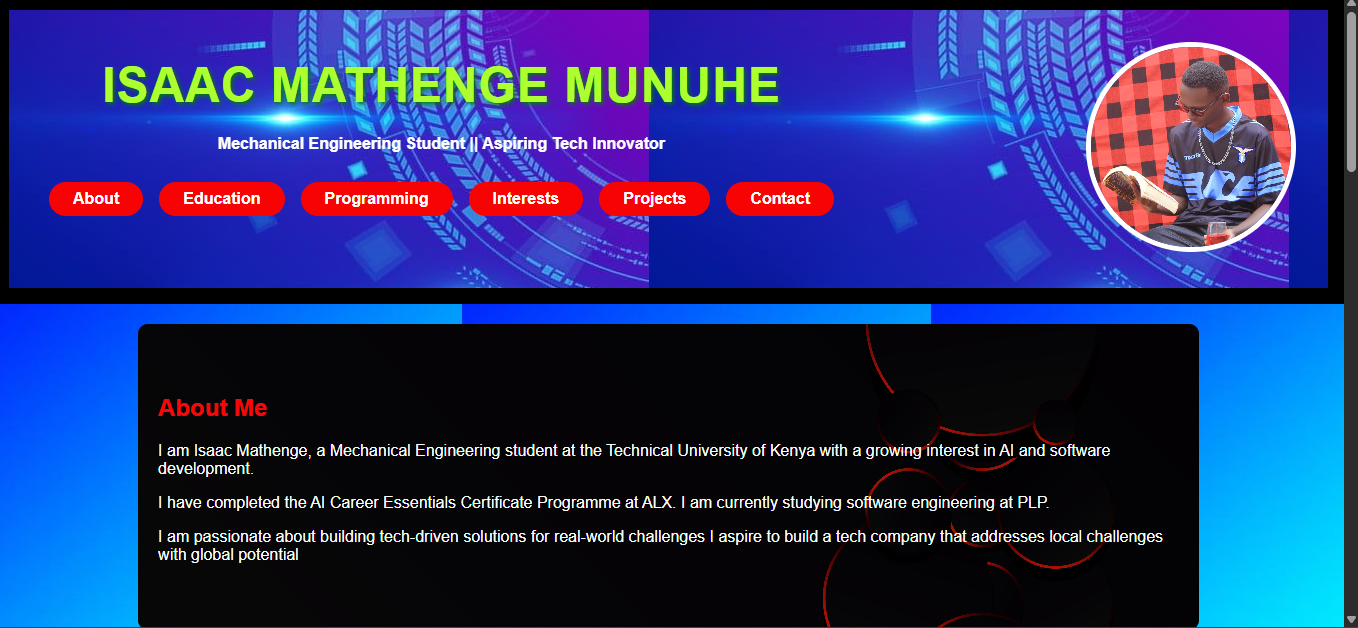 ISAAC MATHENGE MUNUHE
Mechanical Engineering Student || Aspiring Tech Innovator
About
Education
Programming
Interests
Projects
Contact
About Me
I am Isaac Mathenge, a Mechanical Engineering student at the Technical University of Kenya with a growing interest in AI and software
development.
I have completed the AI Career Essentials Certificate Programme at ALX. I am currently studying software engineering at PLP.
I am passionate about building tech-driven solutions for real-world challenges I aspire to build a tech company that addresses local challenges
with global potential